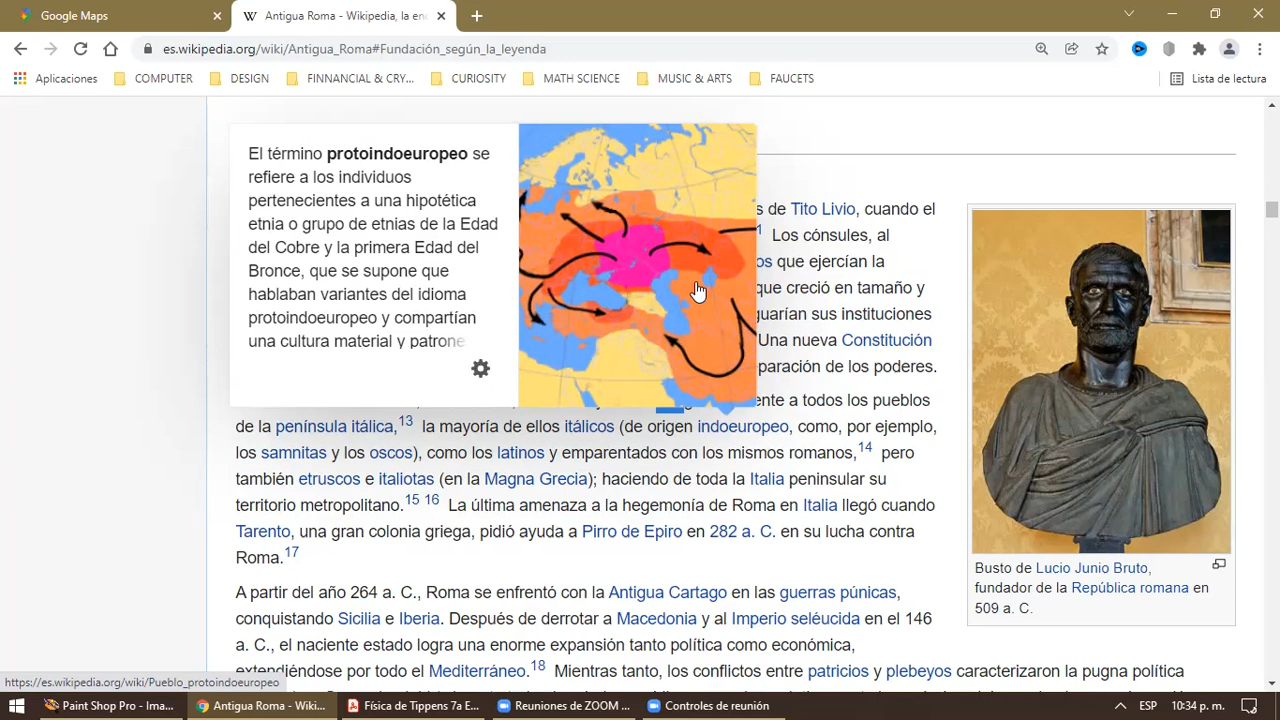 Google Maps
Antigua Roma - Wikipedia, la en
es.wikipedia.org/wiki/Antigua_Roma#Fundación_según_la_leyenda
Aplicaciones COMPUTER DESIGN FINNANCIAL & CRY... CURIOSITY MATH SCIENCE MUSIC & ARTS FAUCETS Lista de lectura
El término protoindoeuropeo se
refiere a los individuos
pertenecientes a una hipotética
etnia o grupo de etnias de la Edad
del Cobre y la primera Edad del
Bronce, que se supone que
hablaban variantes del idioma
protoindoeuropeo y compartían
una cultura material y patrone
s de Tito Livio, cuando el
1 Los cónsules, al
os que ejercían la
que creció en tamaño y
guarían sus instituciones
Una nueva Constitución
paración de los poderes.
ente a todos los pueblos
de la península itálica,13 la mayoría de ellos itálicos (de origen indoeuropeo, como, por ejemplo,
los samnitas y los oscos), como los latinos y emparentados con los mismos romanos,14 pero
también etruscos e italiotas (en la Magna Grecia); haciendo de toda la Italia peninsular su
territorio metropolitano.15 16 La última amenaza a la hegemonía de Roma en Italia llegó cuando
Tarento, una gran colonia griega, pidió ayuda a Pirro de Epiro en 282 a. C. en su lucha contra
Roma.17
A partir del año 264 a. C., Roma se enfrentó con la Antigua Cartago en las guerras púnicas,
conquistando Sicilia e Iberia. Después de derrotar a Macedonia y al Imperio seléucida en el 146
a. C., el naciente estado logra una enorme expansión tanto política como económica,
extendiéndose por todo el Mediterráneo.18 Mientras tanto, los conflictos entre patricios y plebeyos caracterizaron la pugna política
Busto de Lucio Junio Bruto,
fundador de la República romana en
509 a. C.
https://es.wikipedia.org/wiki/Pueblo_protoindoeuropeo
Paint Shop Pro - Ima... Antigua Roma - Wiki... Física de Tippens 7a E... Reuniones de ZOOM ... Controles de reunión ESP 10:34 p. m.